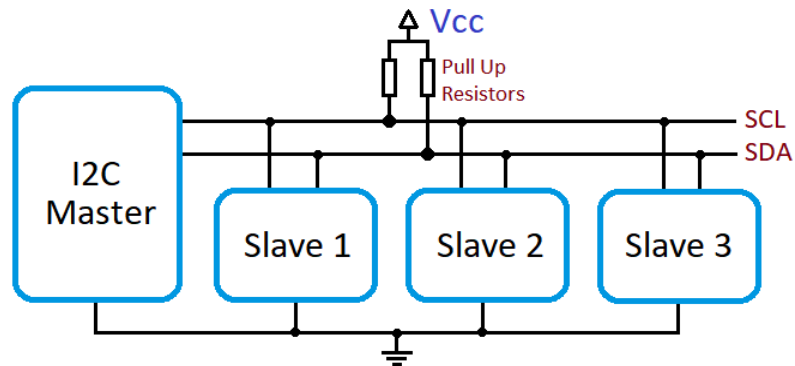 Vcc
Pull Up
Resistors
SCL
SDA
I2C
Master
Slave 1
Slave 2
Slave 3